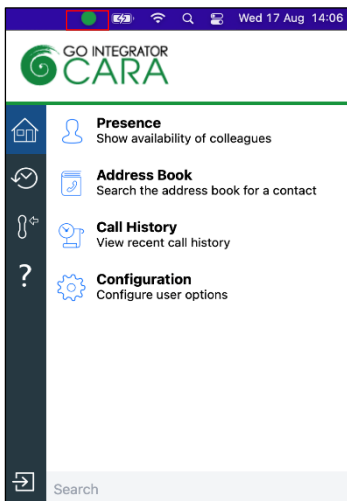 Wed 17 Aug 14:06
GO INTEGRATOR
CARA
Presence
Show availability of colleagues
Address Book
Search the address book for a contact
Call History
View recent call history
?
Configuration
Configure user options
Search